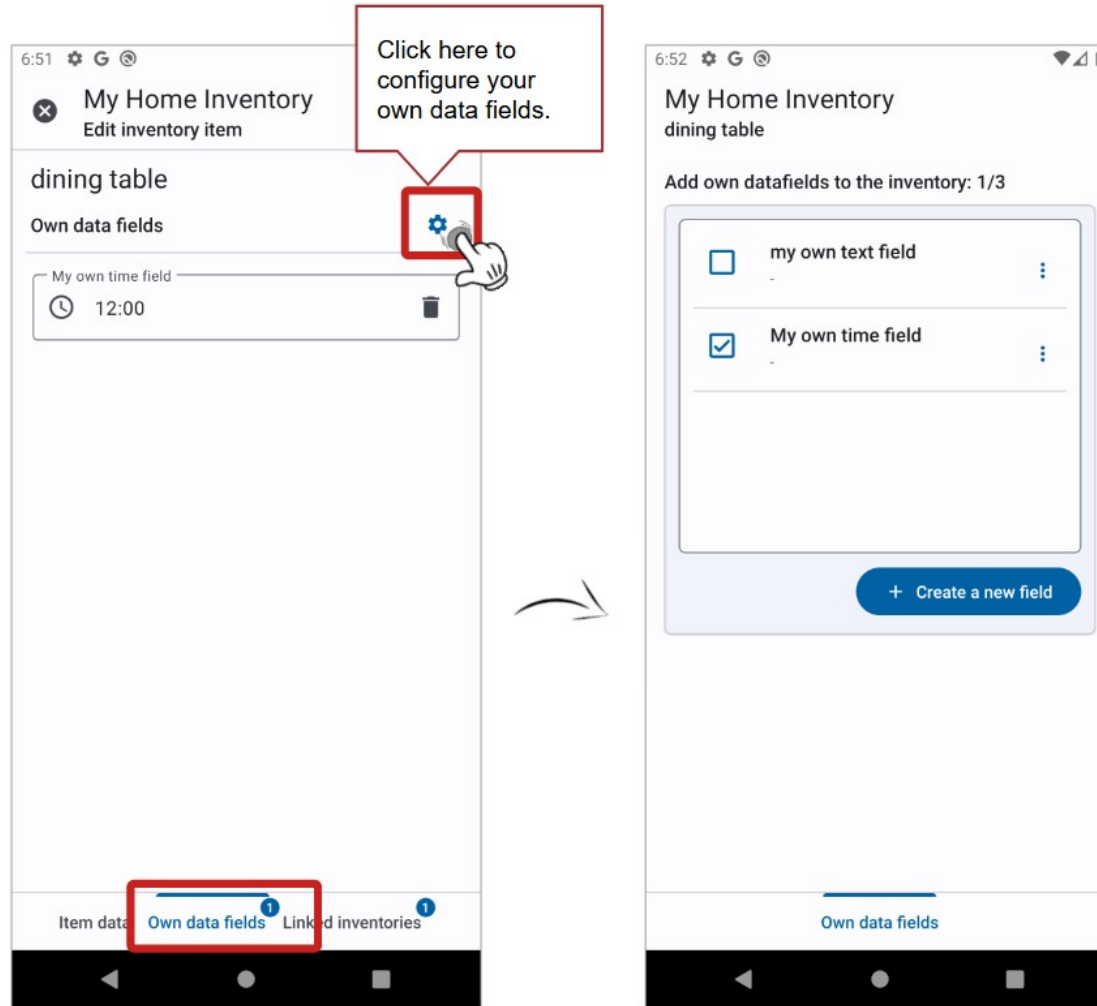 Click here to
configure your
own data fields.
6:51
My Home Inventory
Edit inventory item
dining table
Own data fields
My own time field
12:00
Item data
Own data fields
1
Linked inventories
1
6:52
My Home Inventory
dining table
Add own datafields to the inventory: 1/3
my own text field
-
My own time field
-
+ Create a new field
Own data fields